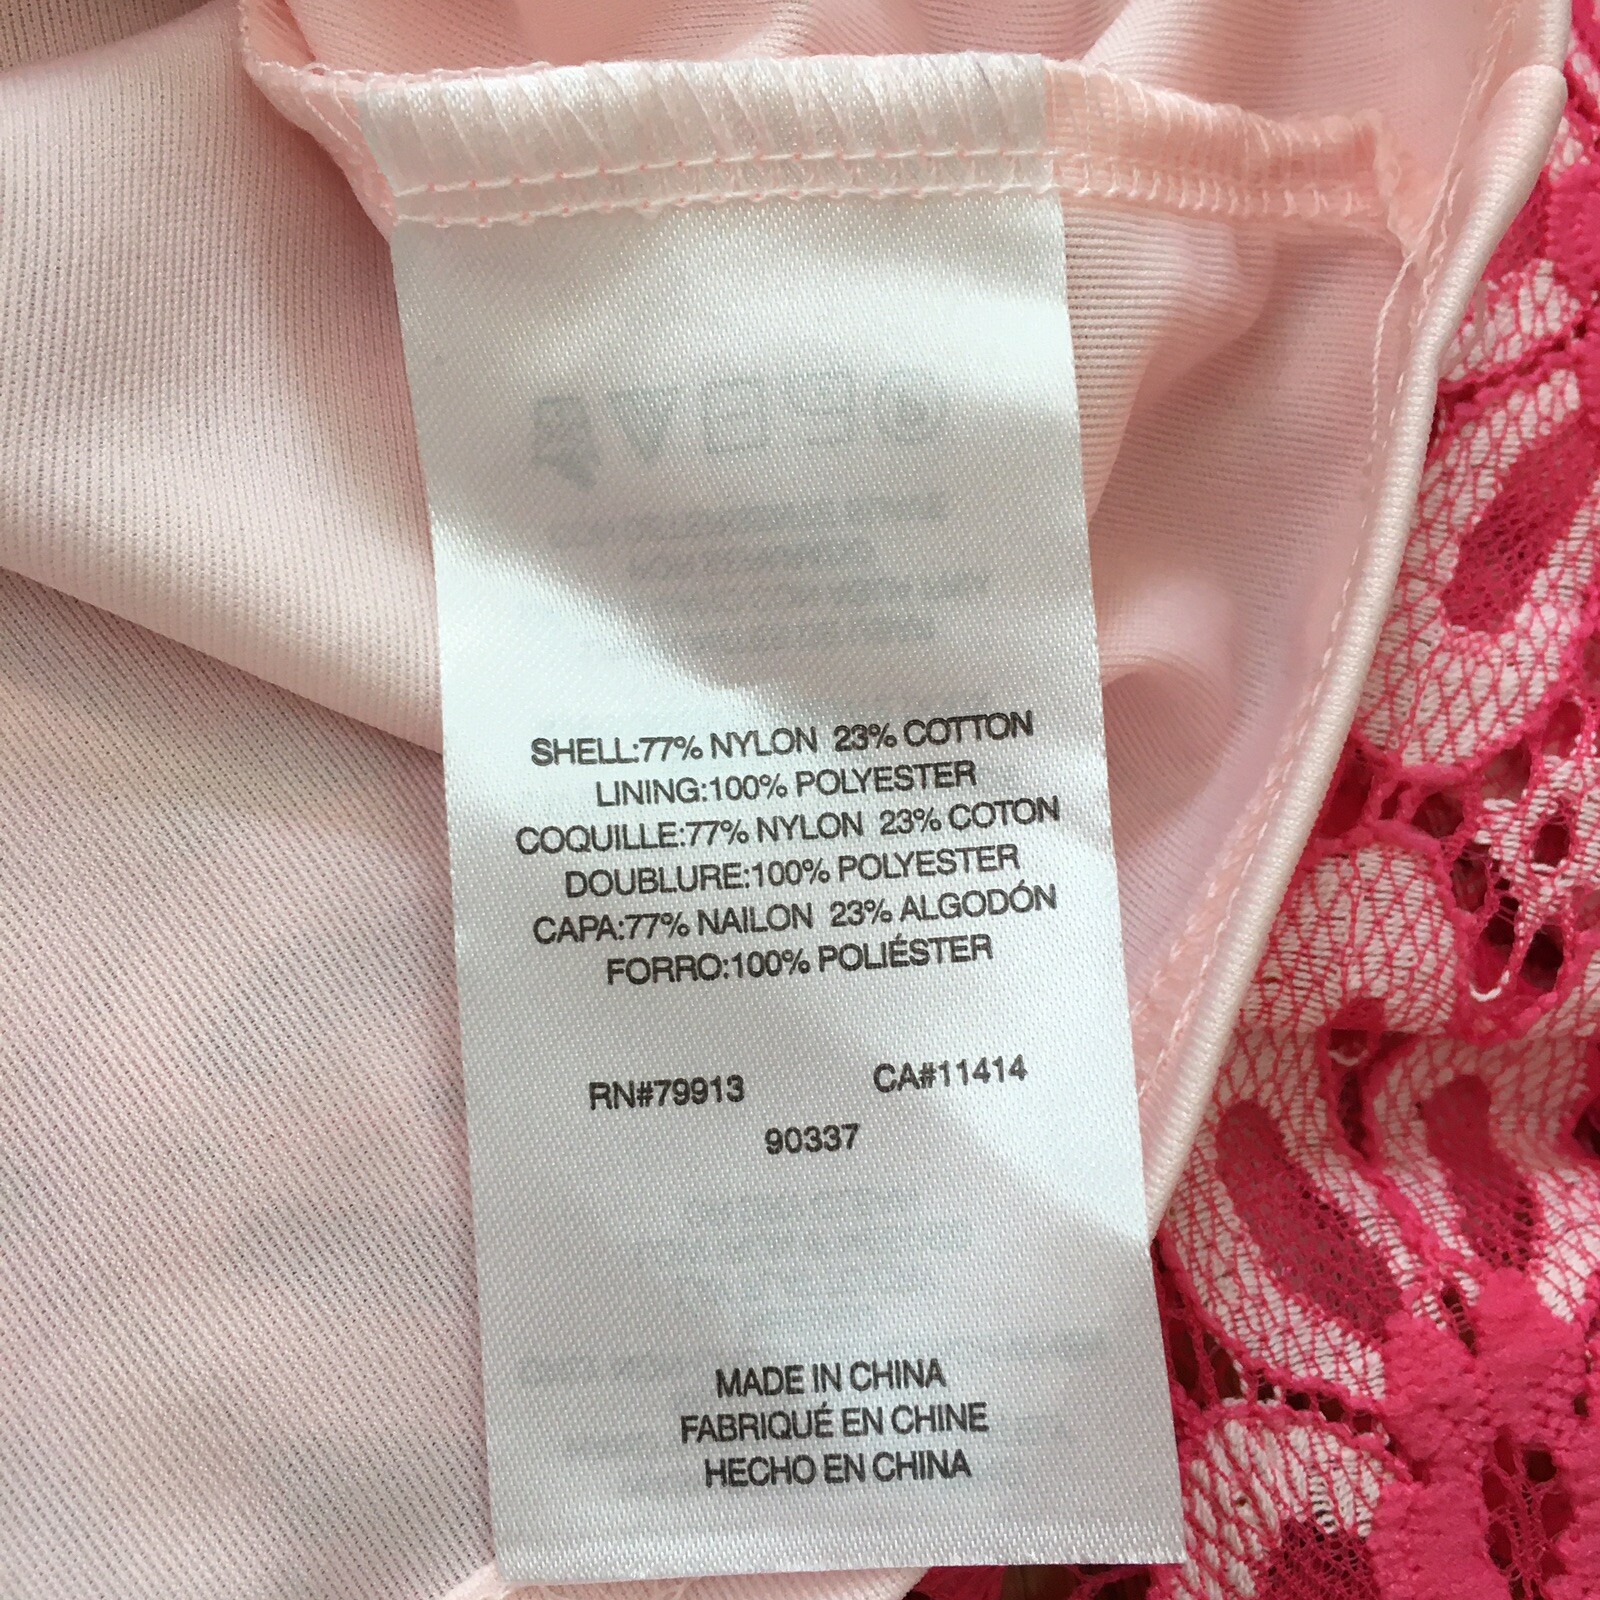 SHELL:77% NYLON 23% COTTON
LINING:100% POLYESTER
COQUILLE:77% NYLON 23% COTON
DOUBLURE:100% POLYESTER
CAPA:77% NAILON 23% ALGODÓN
FORRO:100% POLIÉSTER
RN#79913 CA#11414
90337
MADE IN CHINA
FABRIQUÉ EN CHINE
HECHO EN CHINA